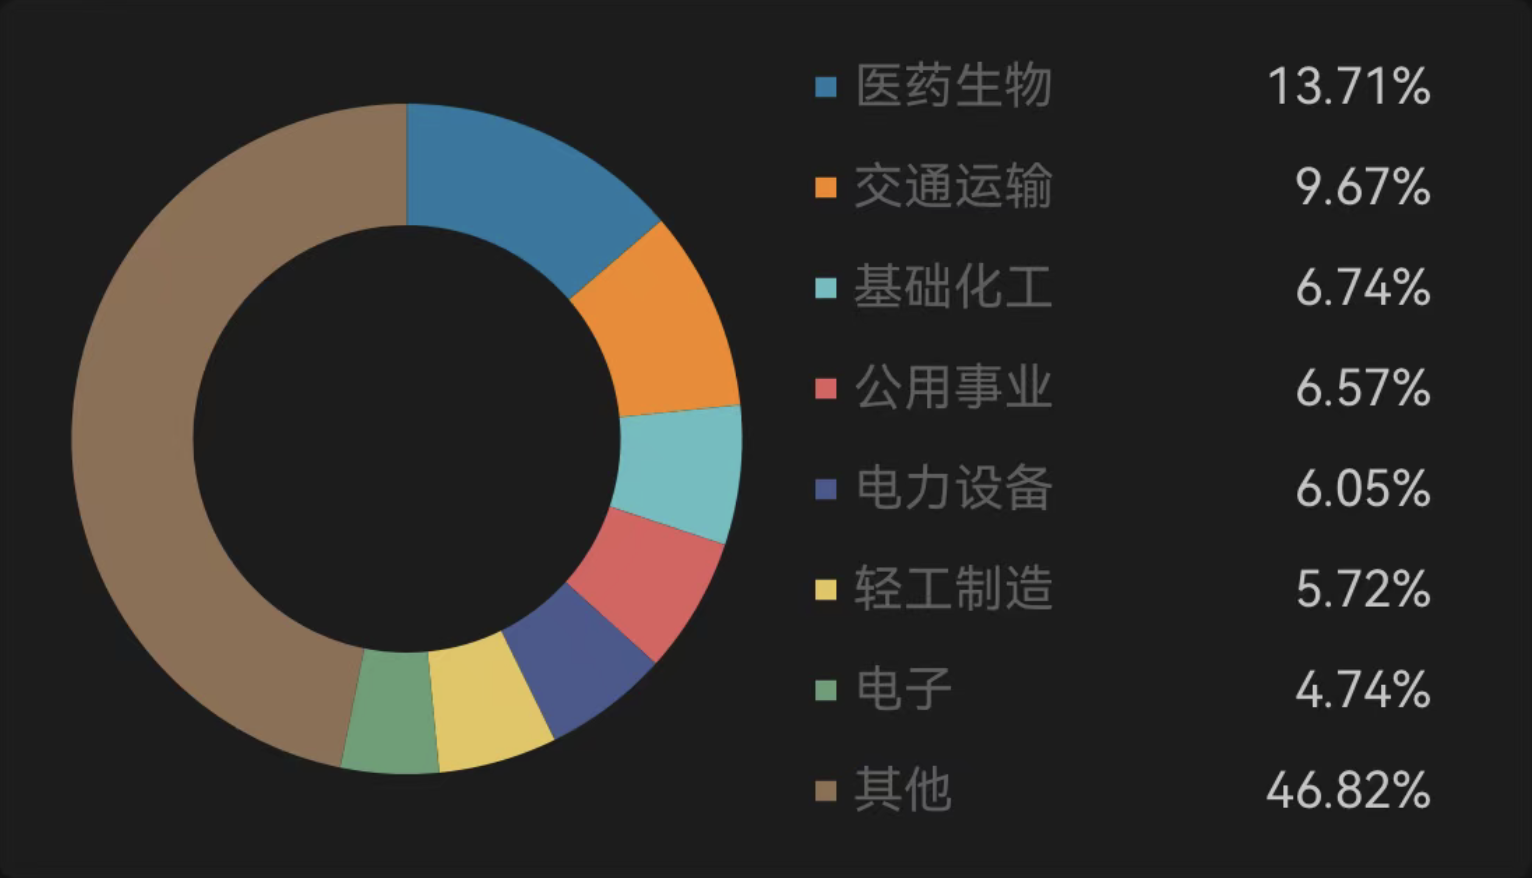 医药生物 13.71%
交通运输 9.67%
基础化工 6.74%
公用事业 6.57%
电力设备 6.05%
轻工制造 5.72%
电子 4.74%
其他 46.82%